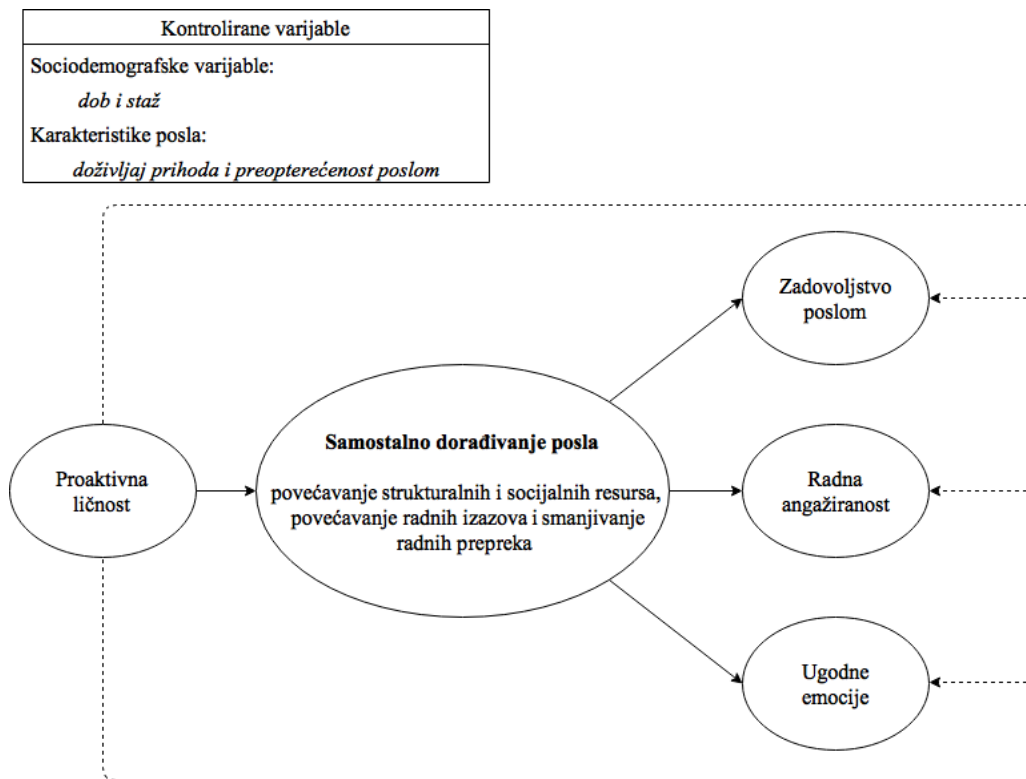 Kontrolirane varijable
Sociodemografske varijable:
dob i staž
Karakteristike posla:
doživljaj prihoda i preopterećenost poslom
Zadovoljstvo
poslom
Proaktivna
ličnost
Samostalno dorađivanje posla
povećavanje strukturalnih i socijalnih resursa,
povećavanje radnih izazova i smanjivanje
radnih prepreka
Radna
angažiranost
Ugodne
emocije